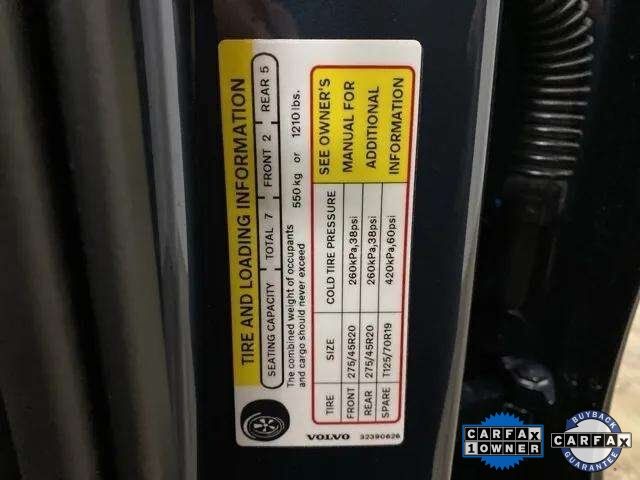 TIRE AND LOADING INFORMATION
SEATING CAPACITY TOTAL 7 FRONT 2 REAR 5
The combined weight of occupants
and cargo should never exceed 550 kg or 1210 lbs.
TIRE SIZE COLD TIRE PRESSURE
FRONT 275/45R20 260kPa,38psi
REAR 275/45R20 260kPa,38psi
SPARE T125/70R19 420kPa,60psi
SEE OWNER'S
MANUAL FOR
ADDITIONAL
INFORMATION
VOLVO 32390626
CARFAX
1 OWNER
BUYBACK
CARFAX
GUARANTEE